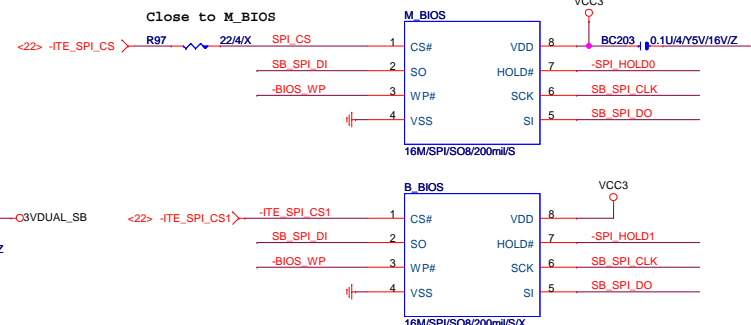 Close to M_BIOS
M_BIOS
VCC3
<22> -ITE_SPI_CS R97 22/4/X SPI_CS 1 CS# VDD 8 BC203 0.1U/4/Y5V/16V/Z
SB_SPI_DI 2 SO HOLD# 7 -SPI_HOLD0
-BIOS_WP 3 WP# SCK 6 SB_SPI_CLK
4 VSS SI 5 SB_SPI_DO
16M/SPI/SO8/200mil/S
B_BIOS VCC3
3VDUAL_SB <22> -ITE_SPI_CS1 -ITE_SPI_CS1 1 CS# VDD 8
SB_SPI_DI 2 SO HOLD# 7 -SPI_HOLD1
Z
-BIOS_WP 3 WP# SCK 6 SB_SPI_CLK
4 VSS SI 5 SB_SPI_DO
16M/SPI/SO8/200mil/S/X